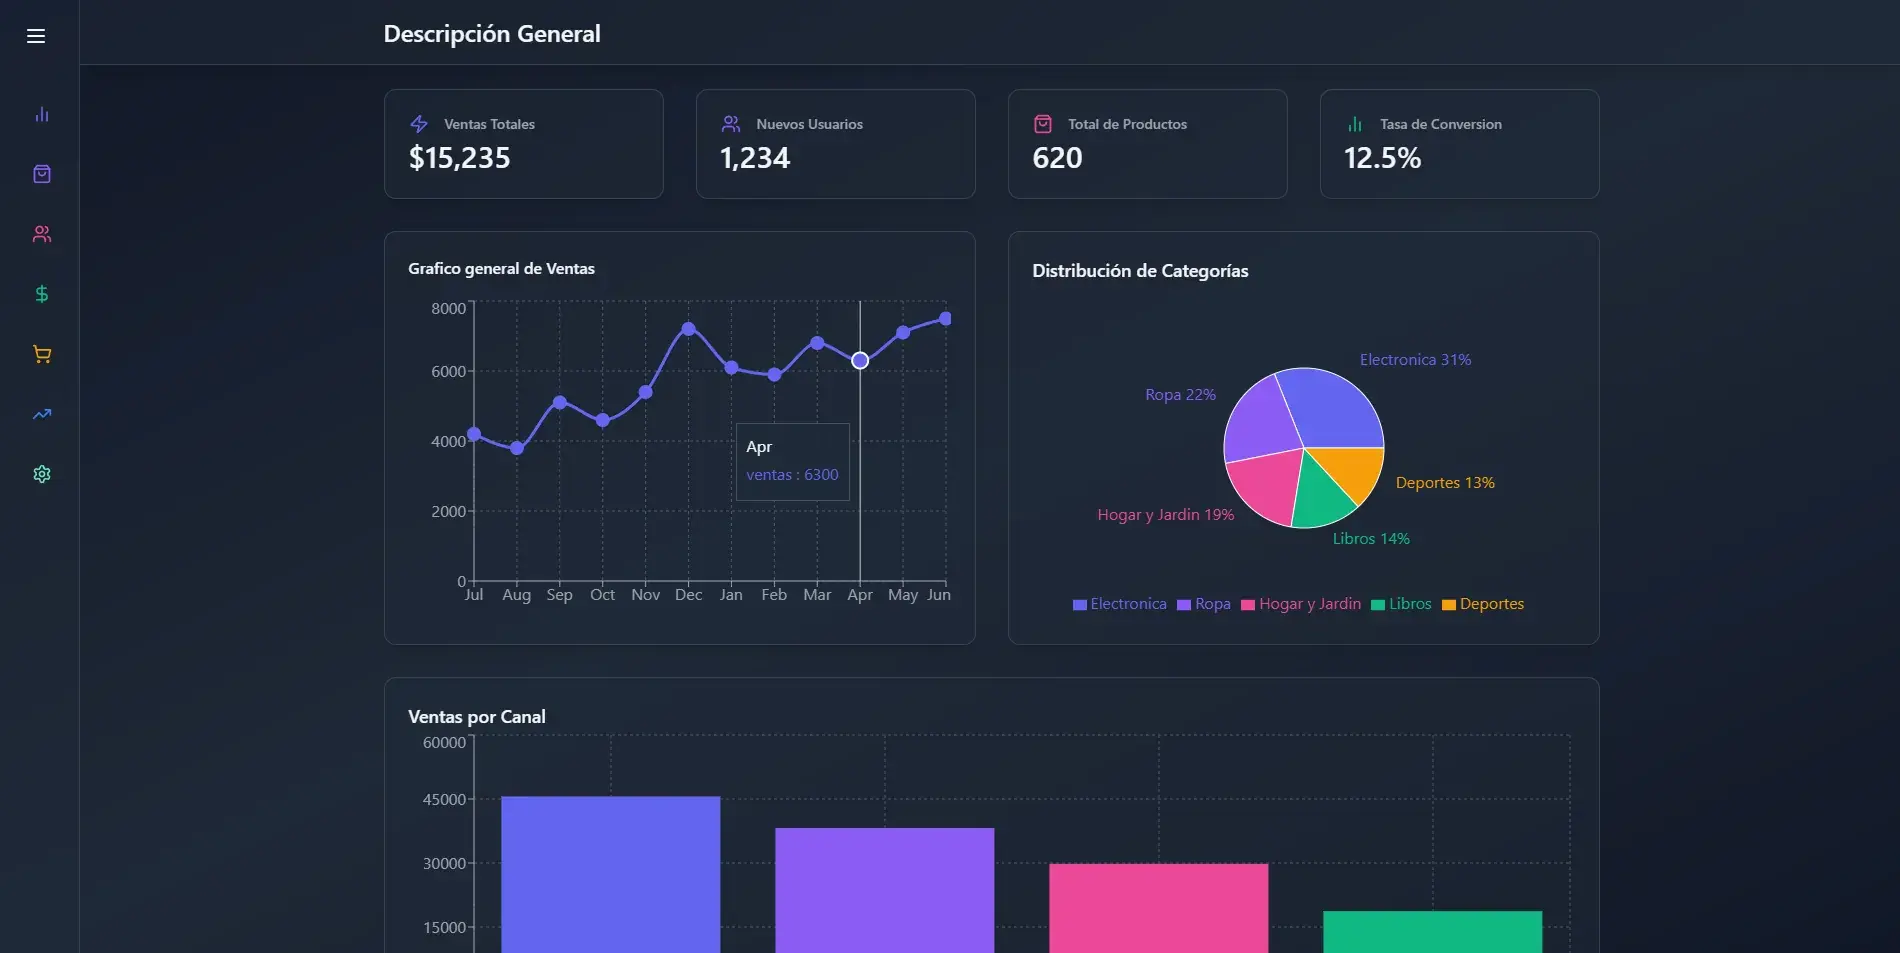 Descripción General
Ventas Totales
$15,235
Nuevos Usuarios
1,234
Total de Productos
620
Tasa de Conversion
12.5%
Grafico general de Ventas
8000
6000
4000
2000
0
Jul Aug Sep Oct Nov Dec Jan Feb Mar Apr May Jun
Apr
ventas : 6300
Distribución de Categorías
Electronica 31%
Ropa 22%
Deportes 13%
Hogar y Jardin 19%
Libros 14%
Electronica Ropa Hogar y Jardin Libros Deportes
Ventas por Canal
60000
45000
30000
15000